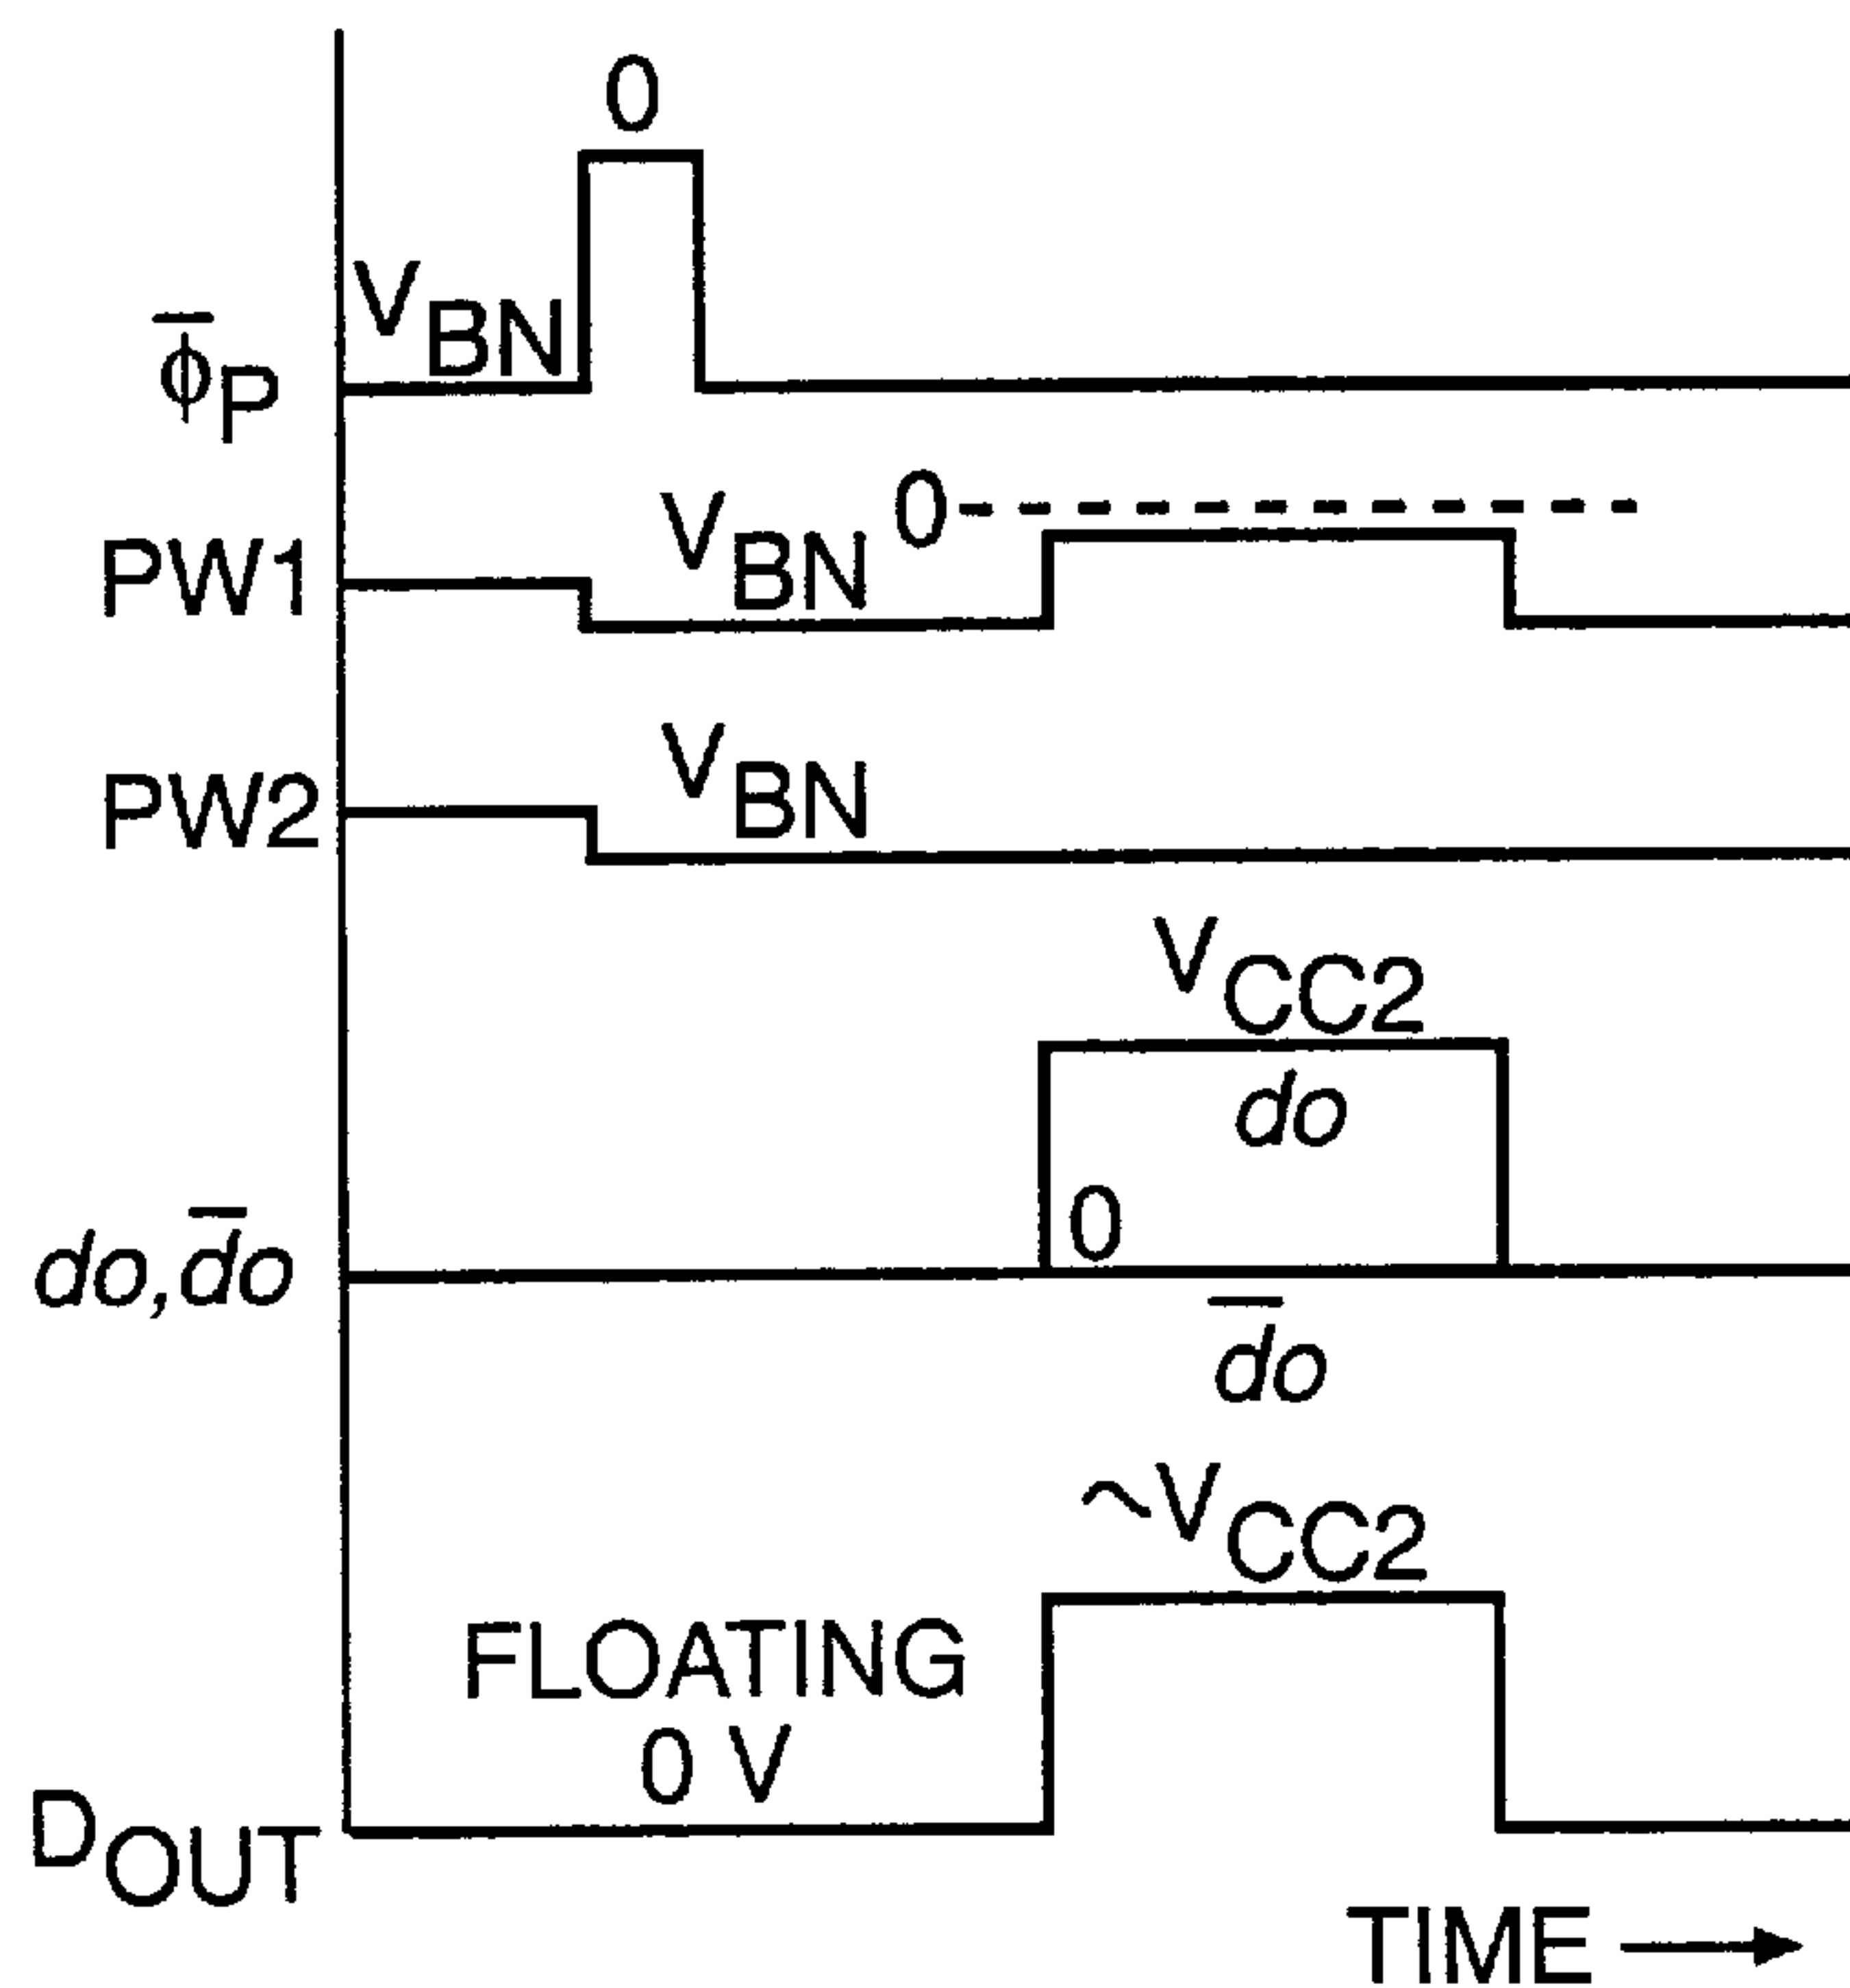 0
V_BN
φ̅_P
V_BN 0
PW1
V_BN
PW2
V_CC2
do
0
do, d̅o̅
d̅o̅
~V_CC2
FLOATING
0 V
D_OUT
TIME →